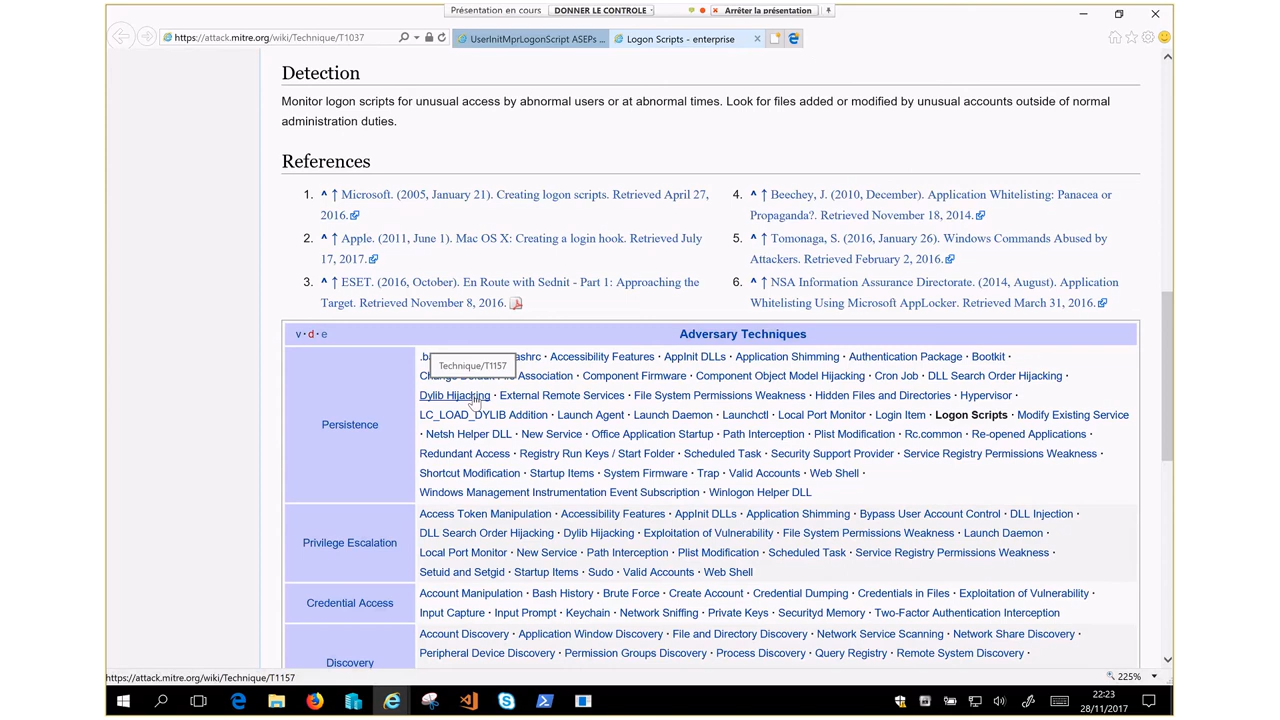 Présentation en cours DONNER LE CONTROLE Arrêter la présentation
https://attack.mitre.org/wiki/Technique/T1037 UserInitMprLogonScript ASEPs ... Logon Scripts - enterprise
Detection
Monitor logon scripts for unusual access by abnormal users or at abnormal times. Look for files added or modified by unusual accounts outside of normal
administration duties.
References
1. ^ ↑ Microsoft. (2005, January 21). Creating logon scripts. Retrieved April 27,
2016.
2. ^ ↑ Apple. (2011, June 1). Mac OS X: Creating a login hook. Retrieved July
17, 2017.
3. ^ ↑ ESET. (2016, October). En Route with Sednit - Part 1: Approaching the
Target. Retrieved November 8, 2016.
4. ^ ↑ Beechey, J. (2010, December). Application Whitelisting: Panacea or
Propaganda?. Retrieved November 18, 2014.
5. ^ ↑ Tomonaga, S. (2016, January 26). Windows Commands Abused by
Attackers. Retrieved February 2, 2016.
6. ^ ↑ NSA Information Assurance Directorate. (2014, August). Application
Whitelisting Using Microsoft AppLocker. Retrieved March 31, 2016.
v · d · e Adversary Techniques
Persistence
.b ashrc · Accessibility Features · AppInit DLLs · Application Shimming · Authentication Package · Bootkit ·
Association · Component Firmware · Component Object Model Hijacking · Cron Job · DLL Search Order Hijacking ·
Technique/T1157
Dylib Hijacking · External Remote Services · File System Permissions Weakness · Hidden Files and Directories · Hypervisor ·
LC_LOAD_DYLIB Addition · Launch Agent · Launch Daemon · Launchctl · Local Port Monitor · Login Item · Logon Scripts · Modify Existing Service
· Netsh Helper DLL · New Service · Office Application Startup · Path Interception · Plist Modification · Rc.common · Re-opened Applications ·
Redundant Access · Registry Run Keys / Start Folder · Scheduled Task · Security Support Provider · Service Registry Permissions Weakness ·
Shortcut Modification · Startup Items · System Firmware · Trap · Valid Accounts · Web Shell ·
Windows Management Instrumentation Event Subscription · Winlogon Helper DLL
Privilege Escalation
Access Token Manipulation · Accessibility Features · AppInit DLLs · Application Shimming · Bypass User Account Control · DLL Injection ·
DLL Search Order Hijacking · Dylib Hijacking · Exploitation of Vulnerability · File System Permissions Weakness · Launch Daemon ·
Local Port Monitor · New Service · Path Interception · Plist Modification · Scheduled Task · Service Registry Permissions Weakness ·
Setuid and Setgid · Startup Items · Sudo · Valid Accounts · Web Shell
Credential Access
Account Manipulation · Bash History · Brute Force · Create Account · Credential Dumping · Credentials in Files · Exploitation of Vulnerability ·
Input Capture · Input Prompt · Keychain · Network Sniffing · Private Keys · Securityd Memory · Two-Factor Authentication Interception
Discovery
Account Discovery · Application Window Discovery · File and Directory Discovery · Network Service Scanning · Network Share Discovery ·
Peripheral Device Discovery · Permission Groups Discovery · Process Discovery · Query Registry · Remote System Discovery ·
https://attack.mitre.org/wiki/Technique/T1157 225%
22:23
28/11/2017